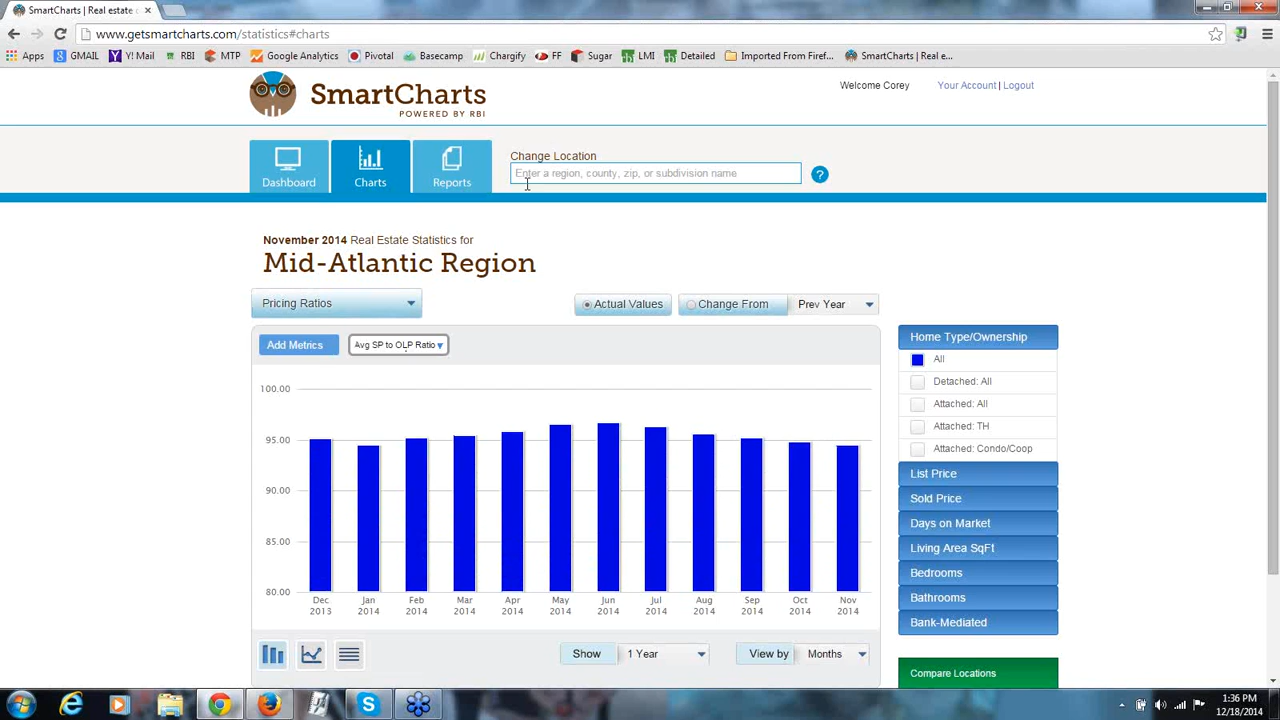 SmartCharts | Real estate c
www.getsmartcharts.com/statistics#charts
Apps GMAIL Y! Mail RBI MTP Google Analytics Pivotal Basecamp Chargify FF Sugar LMI Detailed Imported From Firef... SmartCharts | Real e...
SmartCharts
POWERED BY RBI
Welcome Corey Your Account | Logout
Dashboard Charts Reports
Change Location
Enter a region, county, zip, or subdivision name
?
November 2014 Real Estate Statistics for
Mid-Atlantic Region
Pricing Ratios Actual Values Change From Prev Year
Add Metrics Avg SP to OLP Ratio
100.00
95.00
90.00
85.00
80.00
Dec 2013 Jan 2014 Feb 2014 Mar 2014 Apr 2014 May 2014 Jun 2014 Jul 2014 Aug 2014 Sep 2014 Oct 2014 Nov 2014
Show 1 Year View by Months
Home Type/Ownership
All
Detached: All
Attached: All
Attached: TH
Attached: Condo/Coop
List Price
Sold Price
Days on Market
Living Area SqFt
Bedrooms
Bathrooms
Bank-Mediated
Compare Locations
1:36 PM
12/18/2014